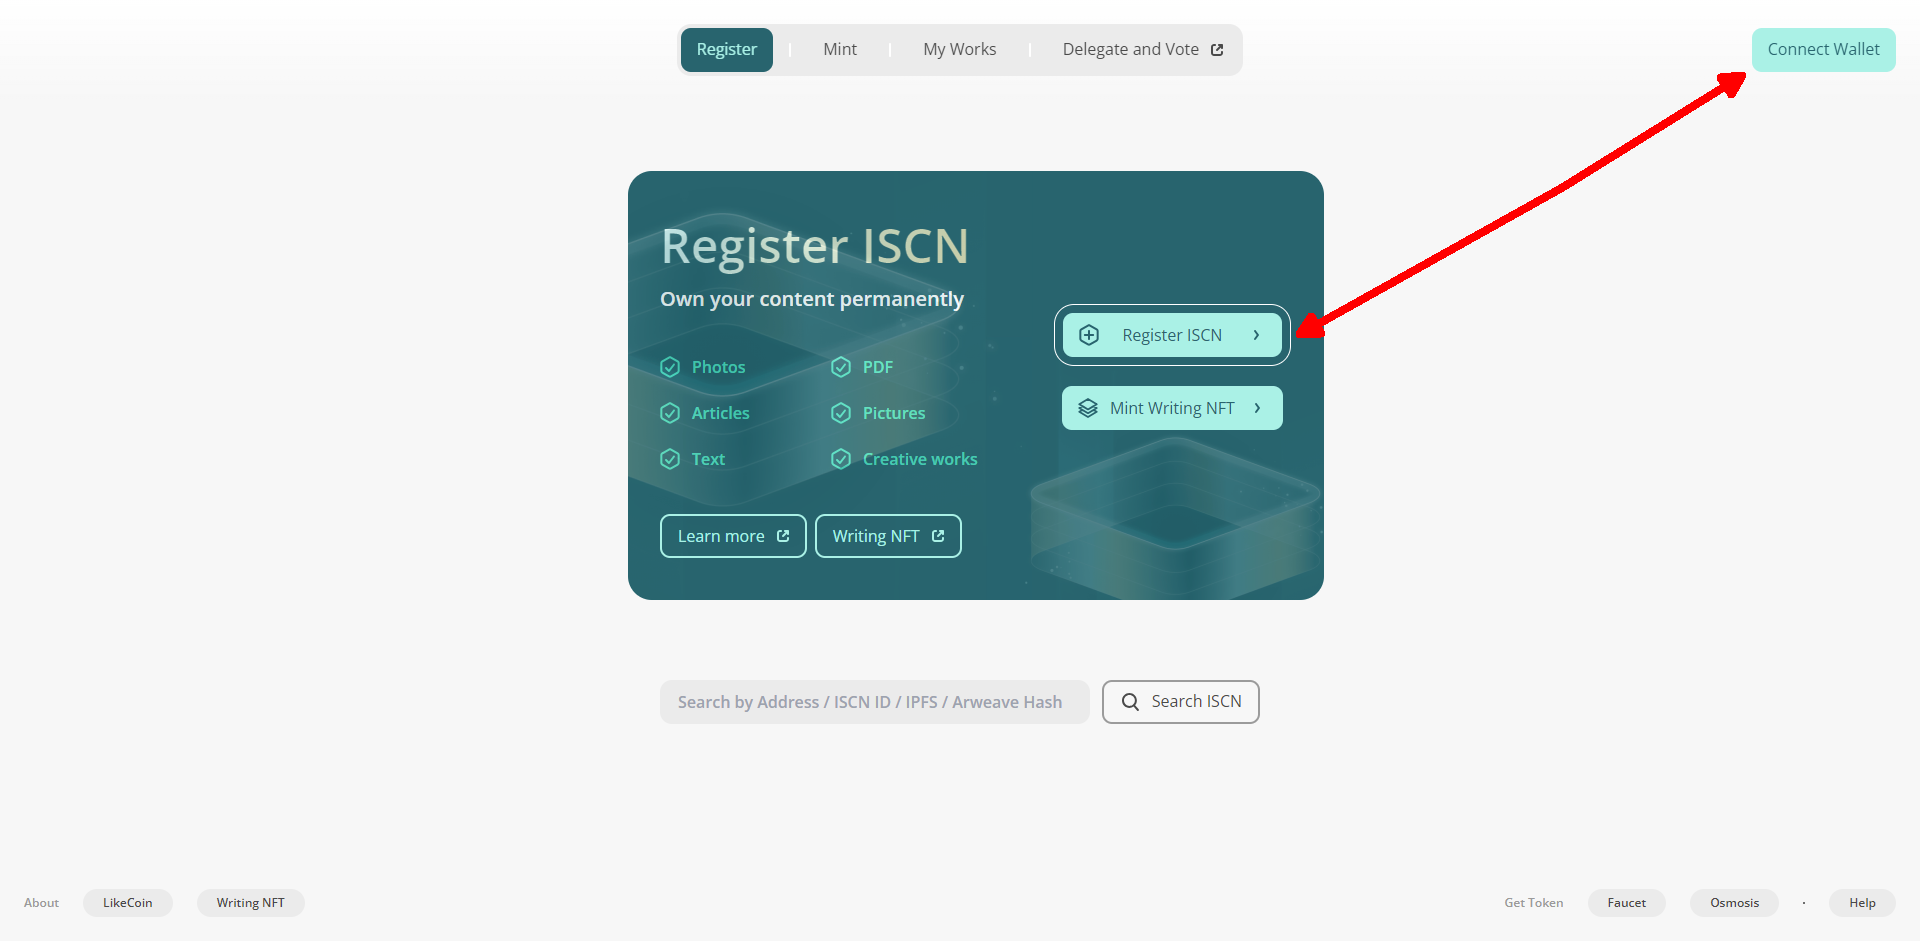 Register
Mint
My Works
Delegate and Vote
Connect Wallet
Register ISCN
Own your content permanently
Photos
PDF
Articles
Pictures
Text
Creative works
Learn more
Writing NFT
Register ISCN
Mint Writing NFT
Search by Address / ISCN ID / IPFS / Arweave Hash
Search ISCN
About
LikeCoin
Writing NFT
Get Token
Faucet
Osmosis
·
Help